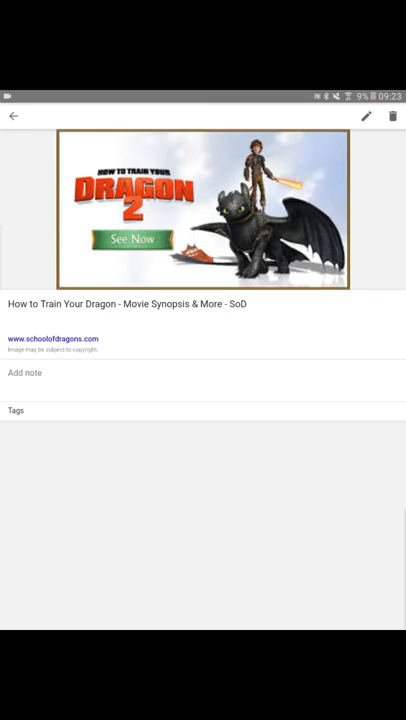 9% 09:23
HOW TO TRAIN YOUR
DRAGON
2
See Now
How to Train Your Dragon - Movie Synopsis & More - SoD
www.schoolofdragons.com
Image may be subject to copyright.
Add note
Tags